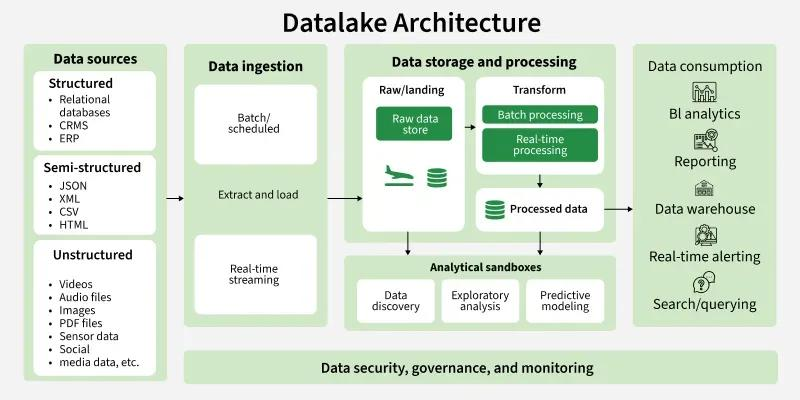 Datalake Architecture
Data sources
Structured
• Relational
databases
• CRMS
• ERP
Semi-structured
• JSON
• XML
• CSV
• HTML
Unstructured
• Videos
• Audio files
• Images
• PDF files
• Sensor data
• Social
• media data, etc.
Data ingestion
Batch/
scheduled
Extract and load
Real-time
streaming
Data storage and processing
Raw/landing
Raw data
store
Transform
Batch processing
Real-time
processing
Processed data
Analytical sandboxes
Data
discovery
Exploratory
analysis
Predictive
modeling
Data consumption
BI analytics
Reporting
Data warehouse
Real-time alerting
Search/querying
Data security, governance, and monitoring